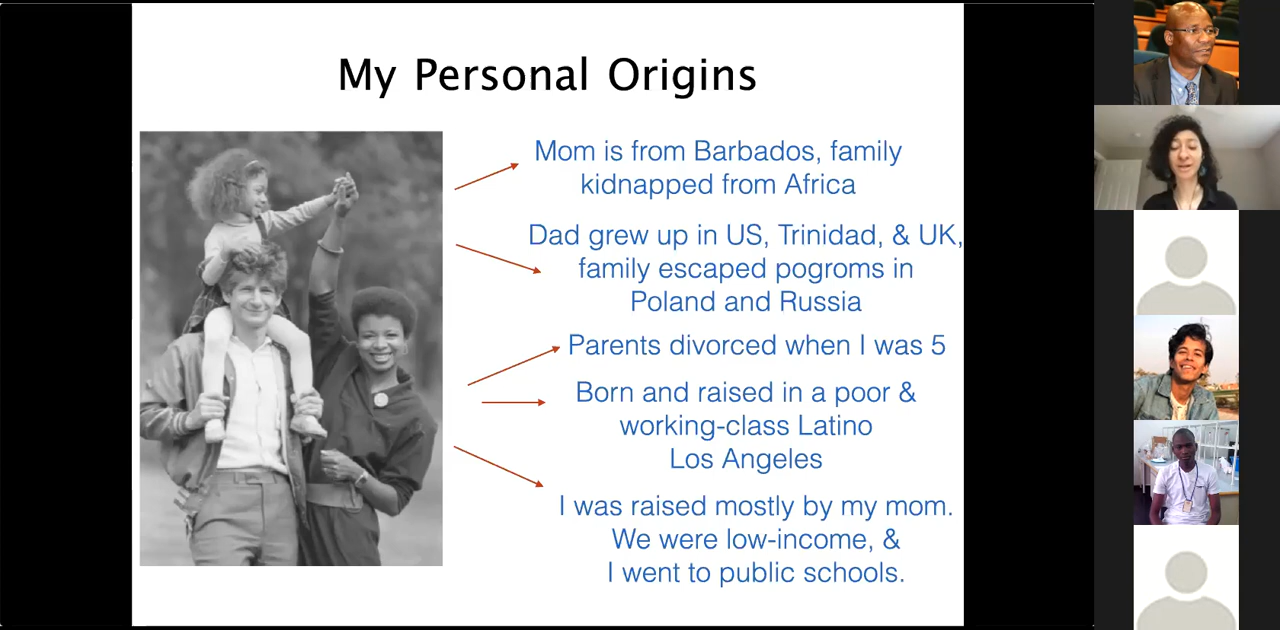 My Personal Origins
Mom is from Barbados, family
kidnapped from Africa
Dad grew up in US, Trinidad, & UK,
family escaped pogroms in
Poland and Russia
Parents divorced when I was 5
Born and raised in a poor &
working-class Latino
Los Angeles
I was raised mostly by my mom.
We were low-income, &
I went to public schools.